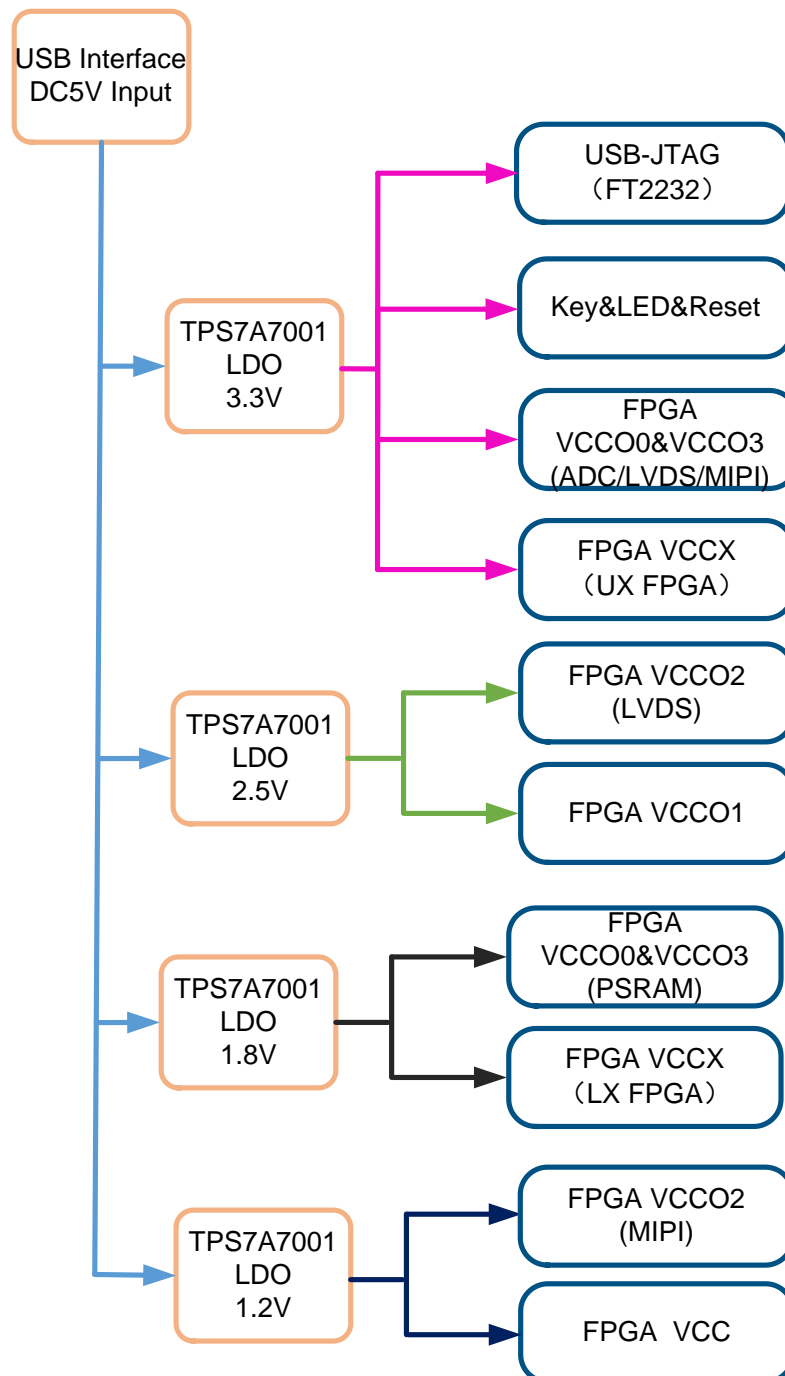 USB Interface
DC5V Input
USB-JTAG
（FT2232）
Key&LED&Reset
TPS7A7001
LDO
3.3V
FPGA
VCCO0&VCCO3
(ADC/LVDS/MIPI)
FPGA VCCX
（UX FPGA）
FPGA VCCO2
(LVDS)
TPS7A7001
LDO
2.5V
FPGA VCCO1
FPGA
VCCO0&VCCO3
(PSRAM)
TPS7A7001
LDO
1.8V
FPGA VCCX
（LX FPGA）
FPGA VCCO2
(MIPI)
TPS7A7001
LDO
1.2V
FPGA  VCC